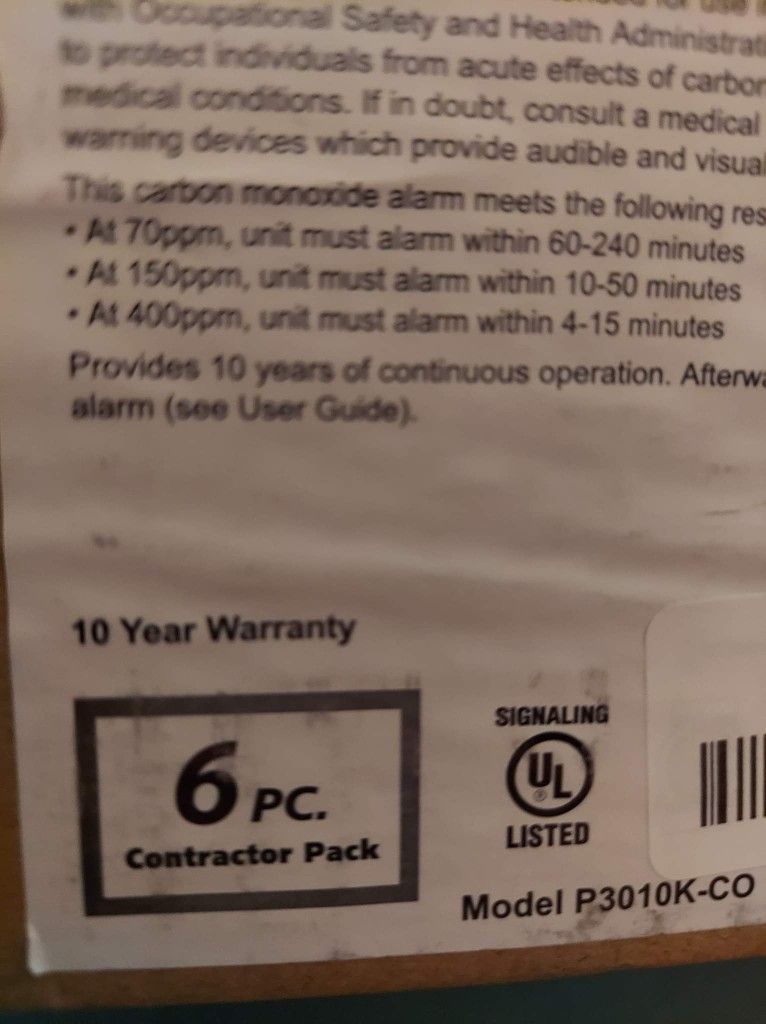 with Occupational Safety and Health Administrati
to protect individuals from acute effects of carbon
medical conditions. If in doubt, consult a medical
warning devices which provide audible and visual
This carbon monoxide alarm meets the following res
• At 70ppm, unit must alarm within 60-240 minutes
• At 150ppm, unit must alarm within 10-50 minutes
• At 400ppm, unit must alarm within 4-15 minutes
Provides 10 years of continuous operation. Afterwa
alarm (see User Guide).
10 Year Warranty
6 PC.
Contractor Pack
SIGNALING
UL
®
LISTED
Model P3010K-CO